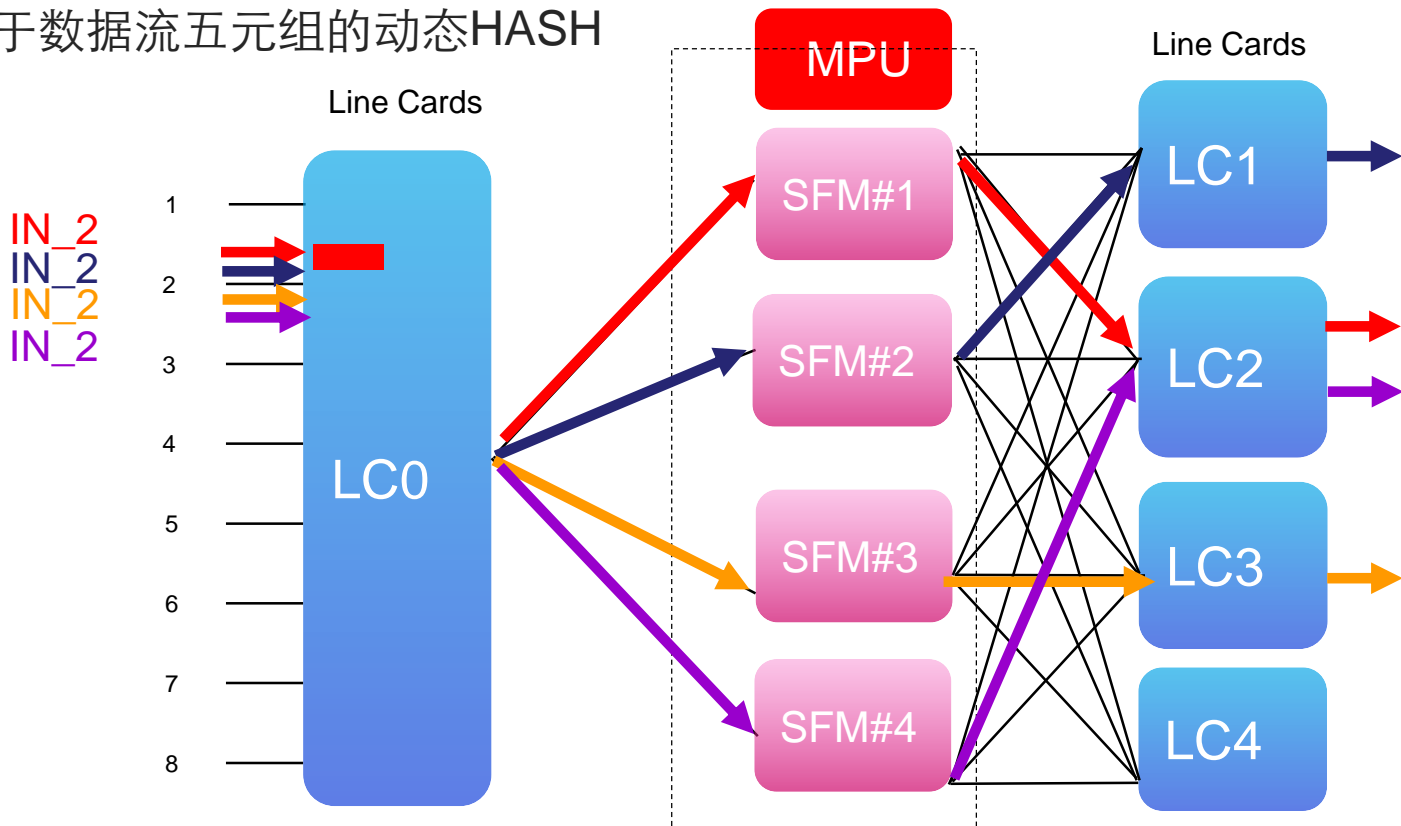 于数据流五元组的动态HASH
Line Cards
MPU
Line Cards
IN_2
IN_2
IN_2
IN_2
1
2
3
4
5
6
7
8
LC0
SFM#1
SFM#2
SFM#3
SFM#4
LC1
LC2
LC3
LC4